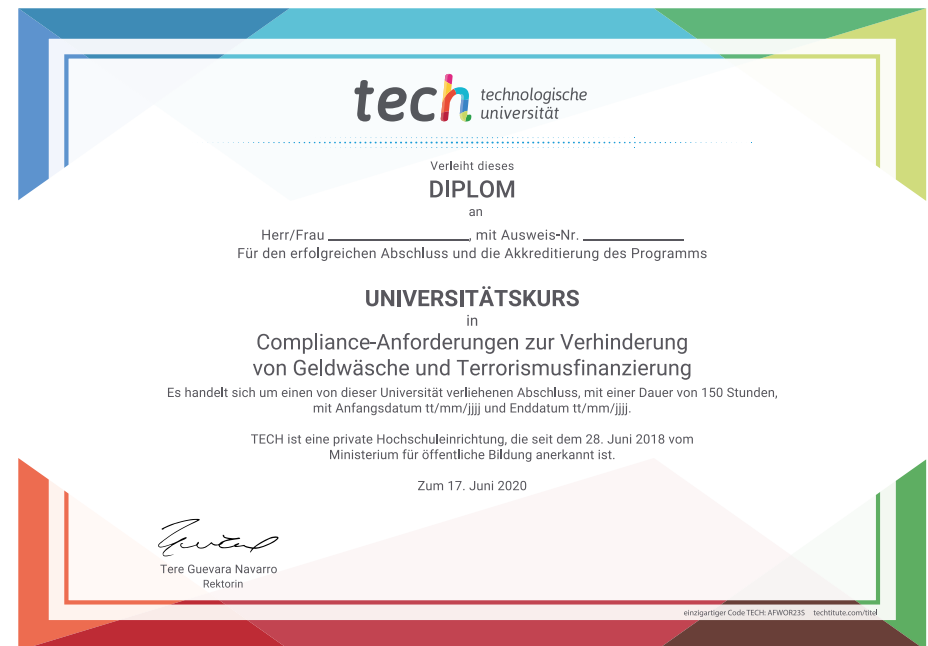 tech technologische
universität
Verleiht dieses
DIPLOM
an
Herr/Frau ____________________, mit Ausweis-Nr. ______________
Für den erfolgreichen Abschluss und die Akkreditierung des Programms
UNIVERSITÄTSKURS
in
Compliance-Anforderungen zur Verhinderung
von Geldwäsche und Terrorismusfinanzierung
Es handelt sich um einen von dieser Universität verliehenen Abschluss, mit einer Dauer von 150 Stunden,
mit Anfangsdatum tt/mm/jjjj und Enddatum tt/mm/jjjj.
TECH ist eine private Hochschuleinrichtung, die seit dem 28. Juni 2018 vom
Ministerium für öffentliche Bildung anerkannt ist.
Zum 17. Juni 2020
Tere Guevara Navarro
Rektorin
einzigartiger Code TECH: AFWOR23S techtitute.com/titel